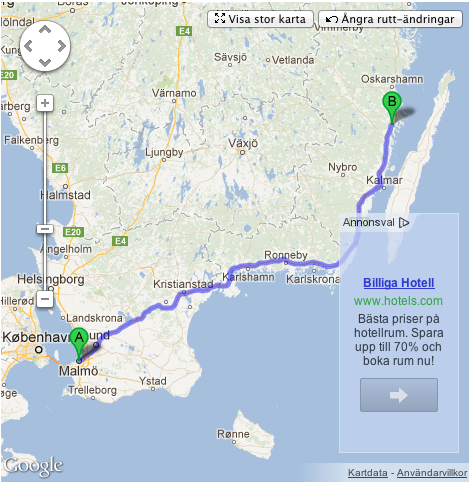 Visa stor karta
Ångra rutt-ändringar
E4
Vimmerby
möldal
Sävsjö
Vetlanda
Oskarshamn
E20
Värnamo
B
Falkenberg
Ljungby
Växjö
Nybro
E6
Kalmar
Halmstad
Annonsval
E20
E4
Ängelholm
Ronneby
Helsingborg
Karlshamn
Karlskrona
Billiga Hotell
Hillerød
Kristianstad
www.hotels.com
Landskrona
Bästa priser på
hotellrum. Spara
upp till 70% och
boka rum nu!
København
A
Lund
Malmö
Ystad
Trelleborg
Rønne
Google
Kartdata - Användarvillkor